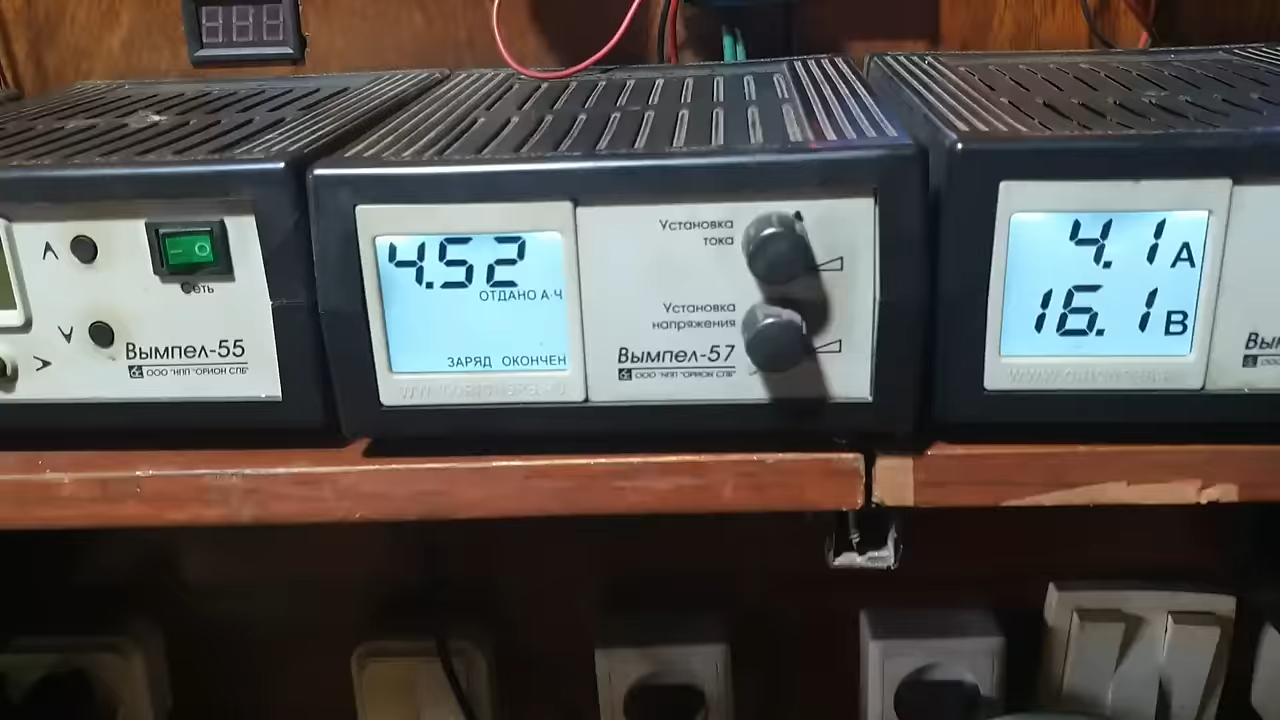 Сеть
Вымпел-55
ООО "НПП "ОРИОН СПБ"
4.52
ОТДАНО А·Ч
ЗАРЯД ОКОНЧЕН
Установка
тока
Установка
напряжения
Вымпел-57
ООО "НПП "ОРИОН СПБ"
4.1 А
16.1 В